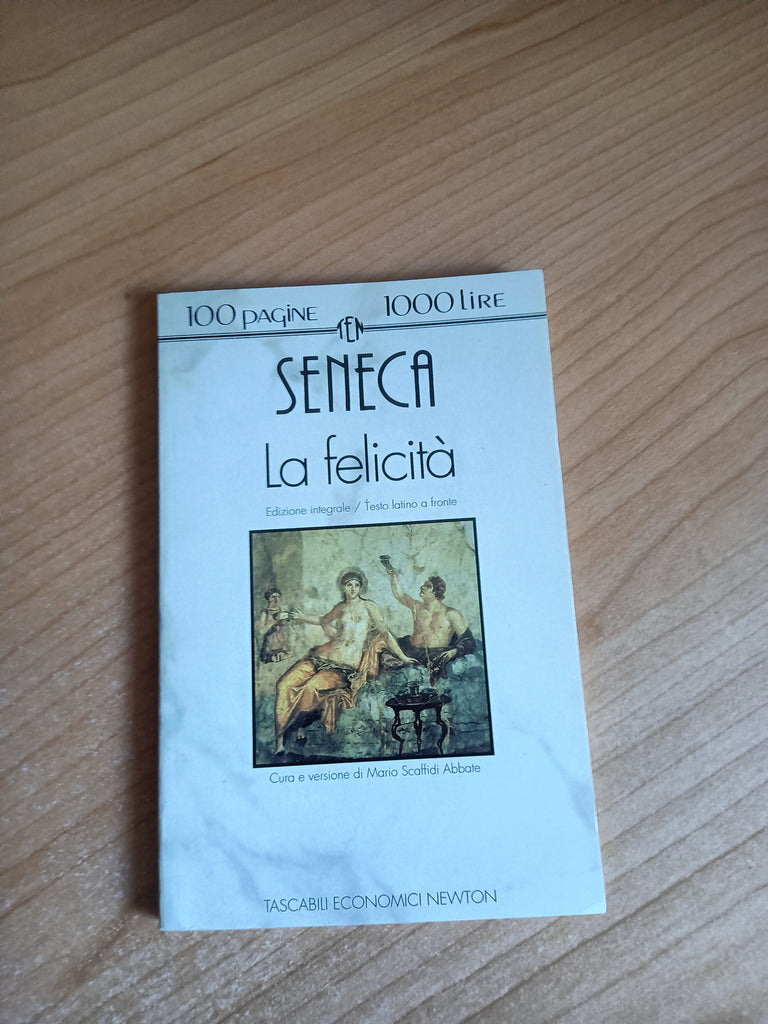 100 pagine 1000 lire
TEN
SENECA
La felicità
Edizione integrale / Testo latino a fronte
Cura e versione di Mario Scaffidi Abbate
TASCABILI ECONOMICI NEWTON